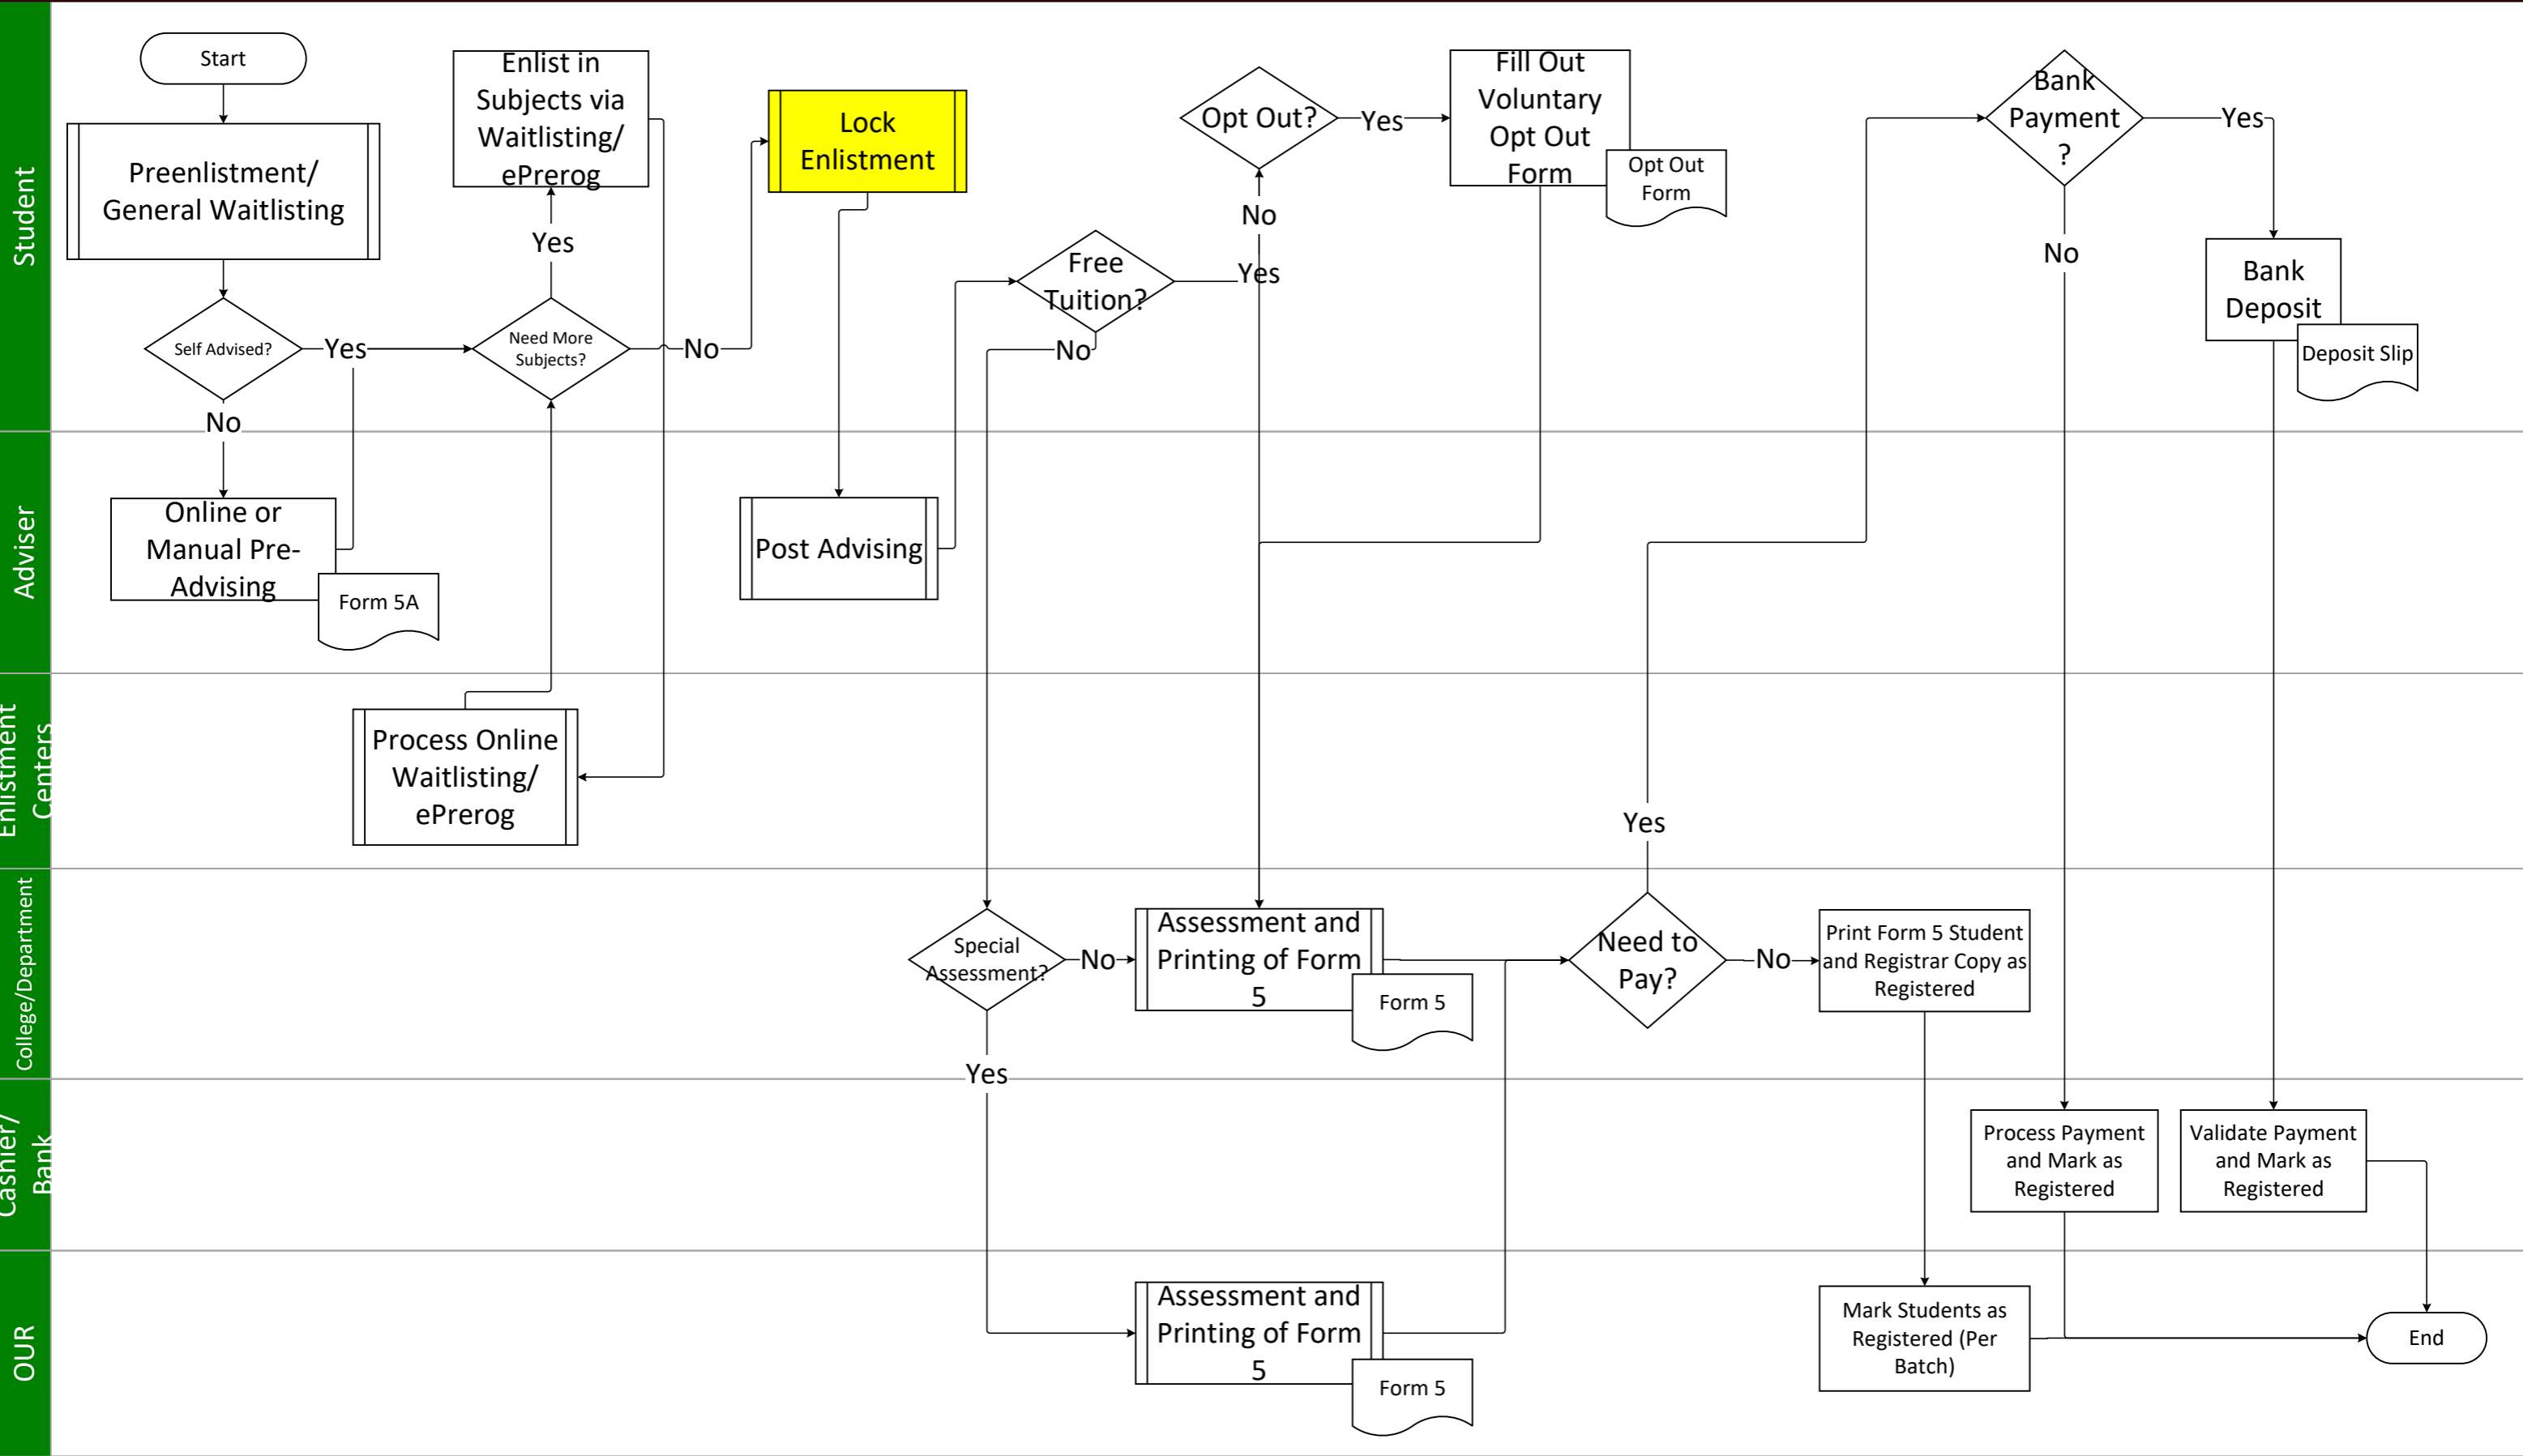 Student
Start
Preenlistment/
General Waitlisting
Self Advised?
Yes
No
Enlist in
Subjects via
Waitlisting/
ePrerog
Yes
Need More
Subjects?
No
Lock
Enlistment
Free
Tuition?
Yes
No
Opt Out?
Yes
No
Fill Out
Voluntary
Opt Out
Form
Opt Out
Form
Bank
Payment
?
Yes
No
Bank
Deposit
Deposit Slip
Adviser
Online or
Manual Pre-
Advising
Form 5A
Post Advising
Enlistment
Centers
Process Online
Waitlisting/
ePrerog
Yes
College/Department
Special
Assessment?
No
Yes
Assessment and
Printing of Form
5
Form 5
Need to
Pay?
No
Print Form 5 Student
and Registrar Copy as
Registered
Cashier/
Bank
Process Payment
and Mark as
Registered
Validate Payment
and Mark as
Registered
OUR
Assessment and
Printing of Form
5
Form 5
Mark Students as
Registered (Per
Batch)
End